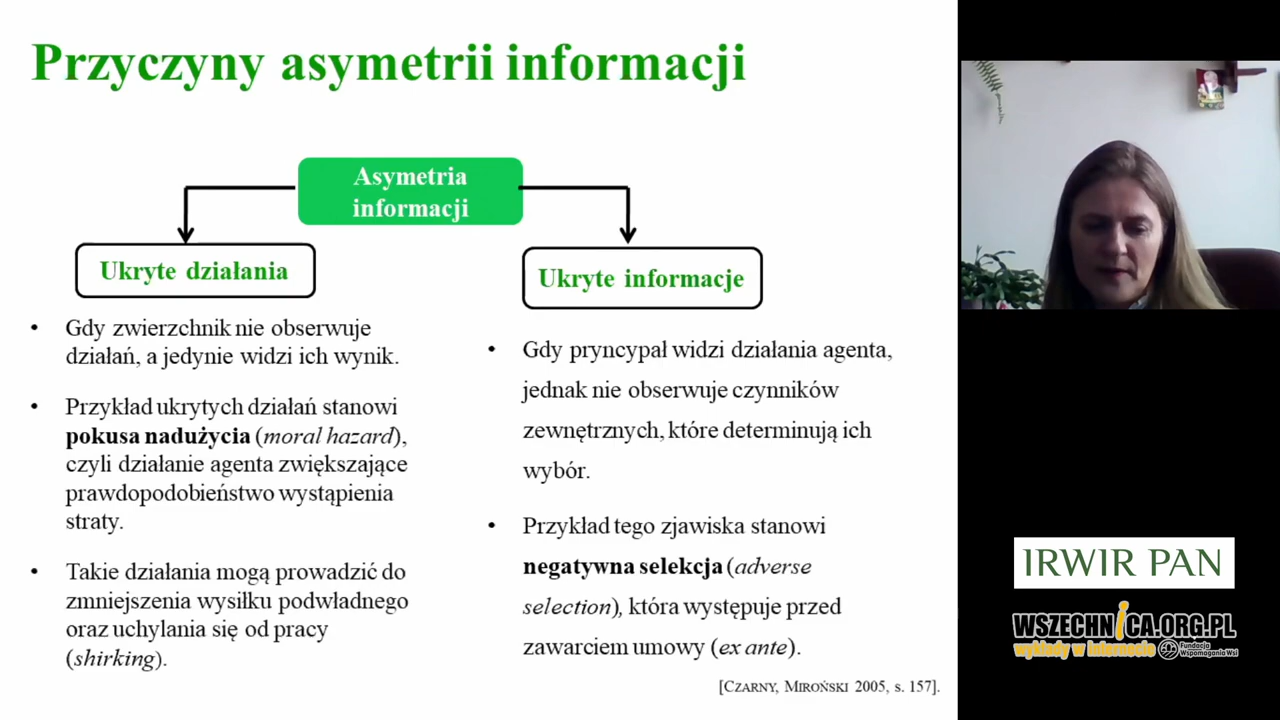 Przyczyny asymetrii informacji
Asymetria
informacji
Ukryte działania
Gdy zwierzchnik nie obserwuje
działań, a jedynie widzi ich wynik.
Przykład ukrytych działań stanowi
pokusa nadużycia (moral hazard),
czyli działanie agenta zwiększające
prawdopodobieństwo wystąpienia
straty.
Takie działania mogą prowadzić do
zmniejszenia wysiłku podwładnego
oraz uchylania się od pracy
(shirking).
Ukryte informacje
Gdy pryncypał widzi działania agenta,
jednak nie obserwuje czynników
zewnętrznych, które determinują ich
wybór.
Przykład tego zjawiska stanowi
negatywna selekcja (adverse
selection), która występuje przed
zawarciem umowy (ex ante).
[CZARNY, MIROŃSKI 2005, s. 157].
IRWIR PAN
WSZECHNICA.ORG.PL
wykłady w internecie
Fundacja
Wspomagania Wsi